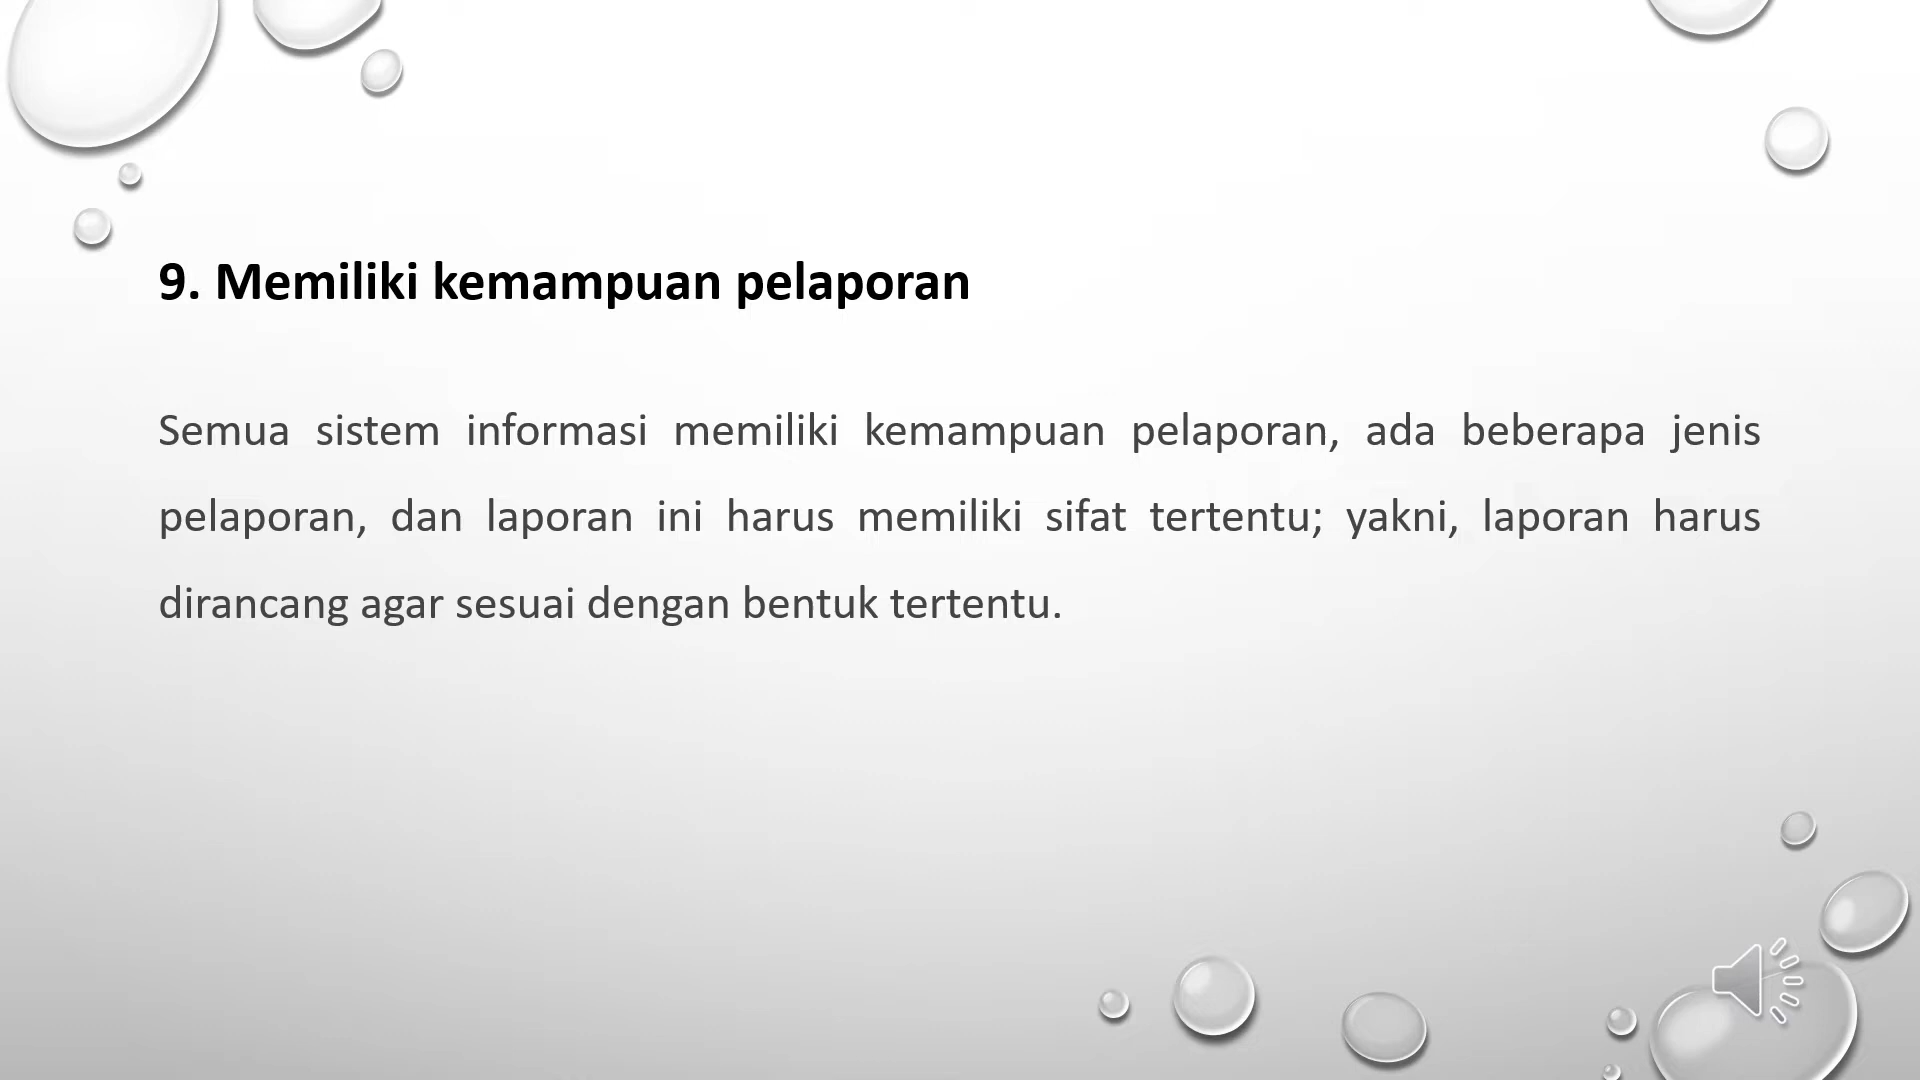 9. Memiliki kemampuan pelaporan
Semua sistem informasi memiliki kemampuan pelaporan, ada beberapa jenis
pelaporan, dan laporan ini harus memiliki sifat tertentu; yakni, laporan harus
dirancang agar sesuai dengan bentuk tertentu.